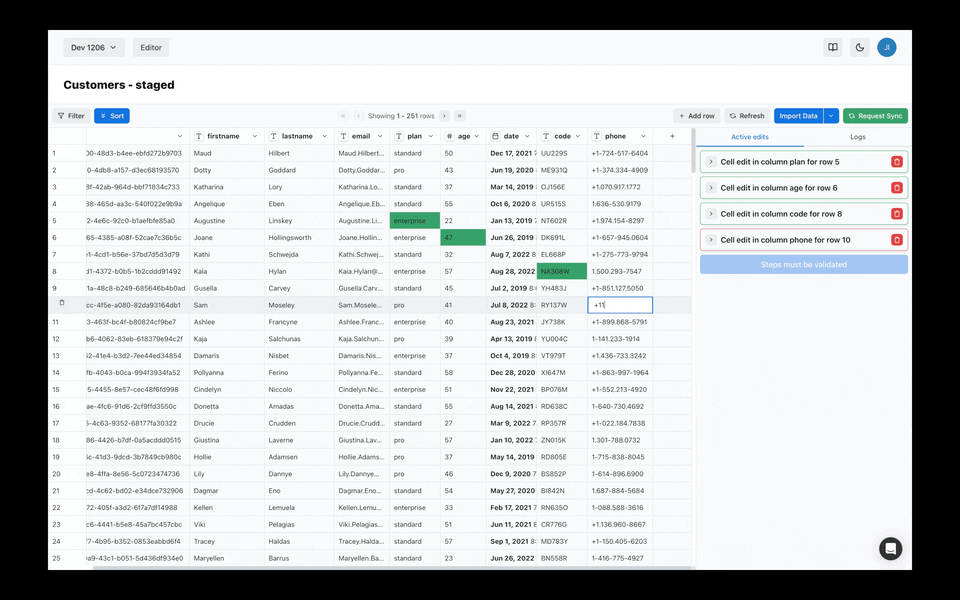 Dev 1206 Editor JI
Customers - staged
Filter Sort Showing 1 - 251 rows + Add row Refresh Import Data Request Sync
firstname lastname email plan # age date code phone +
Active edits Logs
1 00-48d3-b4ee-ebfd272b9703 Maud Hilbert Maud.Hilbert... standard 50 Dec 17, 2021 7 UU229S +1-724-517-6404
2 0-4db8-a157-d3ec68193570 Dotty Goddard Dotty.Goddar... pro 43 Jun 19, 2020 ME931Q +1-374.334-4909
3 8f-42ab-964d-bbf71834c733 Katharina Lory Katharina.Lo... standard 37 Mar 14, 2019 OJ156E +1.070.917.1772
4 38-465d-aa3c-540f022e9b9a Angelique Eben Angelique.Eb... standard 55 Oct 6, 2020 8 UR515S 1.636-530.9179
5 2-4e6c-92c0-b1aefbfe85a0 Augustine Linskey Augustine.Li... enterprise 22 Jan 13, 2019 NT602R +1.974.154-8297
6 65-4385-a08f-52cae7c36b5c Joane Hollingsworth Joane.Hollin... enterprise 47 Jun 26, 2019 DK691L +1-657-945.0604
7 1-4cd1-b56e-37bd7d5d3d79 Kathi Schwejda Kathi.Schwej... standard 32 Aug 7, 2022 8 EL668P +1-275-773-9794
8 d1-4372-b0b5-1b2cddd91492 Kaia Hylan Kaia.Hylan@... enterprise 57 Aug 28, 2022 NA308W 1.500.293-7547
9 1a-48c8-b249-685646b4b0ad Gusella Carvey Gusella.Carv... standard 45 Jul 2, 2019 8: YH483J +1-851.127.5050
cc-4f5e-a080-82da93164db1 Sam Moseley Sam.Mosele... pro 41 Jul 8, 2022 8: RY137W +11
11 3-463f-bc4f-b80824cf9be7 Ashlee Francyne Ashlee.Franc... enterprise 40 Aug 23, 2021 JY738K +1-899.868-5791
12 b6-4062-83eb-618379e94c2f Kaja Salchunas Kaja.Salchun... pro 39 Apr 13, 2019 8 YU004C 1-141.233-1914
13 32-41e4-b3d2-7ee44ed34854 Damaris Nisbet Damaris.Nis... enterprise 37 Oct 4, 2019 8: VT979T +1.436-733.3242
14 fb-4043-b0ca-994f3934fa52 Pollyanna Ferino Pollyanna.Fe... standard 58 Dec 28, 2020 XI647M +1-863-997-1964
15 5-4455-8e57-cec48f6fd998 Cindelyn Niccolo Cindelyn.Nic... enterprise 51 Nov 22, 2021 BP076M +1-552.213-4920
16 ae-4fc6-91d6-2cf9ffd3550c Donetta Amadas Donetta.Ama... standard 55 Aug 14, 2021 RD638C 1-640-730.4692
17 5-4c63-9352-68177fa30322 Drucie Crudden Drucie.Crudd... standard 27 Mar 9, 2022 7 RP357R +1-022.184.7838
18 86-4426-b7df-0a5acddd0515 Giustina Laverne Giustina.Lav... pro 57 Jan 10, 2022 ZN015K 1.301-788.0732
19 6c-41d3-9dcd-3b7849cb980c Hollie Adamsen Hollie.Adams... pro 37 May 14, 2019 RD805E 1-715-838-8045
20 e8-4ffa-8e56-5c0723474736 Lily Dannye Lily.Dannye... pro 46 Dec 9, 2020 BS852P 1-614-896.6900
21 cd-4c62-bd02-e34dce732906 Dagmar Eno Dagmar.Eno... standard 54 May 27, 2020 BI842N 1.687-884-5684
22 72-405f-a3d2-6f7a7df14988 Kellen Lemuela Kellen.Lemu... enterprise 33 Feb 17, 2021 RN635O 1-088.588-3616
23 c6-4441-b5e8-45a7bc457cbc Viki Pelagias Viki.Pelagias... standard 51 Jun 11, 2021 8 CR776G +1.136.960-8667
24 77-4b95-b352-0853eabbd6f4 Tracey Haldas Tracey.Halda... standard 57 Sep 1, 2021 8: MD783Y +1-150.405-6203
25 a9-43c1-b051-5d436df934e0 Maryellen Barrus Maryellen.Ba... standard 23 Jun 26, 2022 BN558R 1-416-775-4927
Cell edit in column plan for row 5
Cell edit in column age for row 6
Cell edit in column code for row 8
Cell edit in column phone for row 10
Steps must be validated